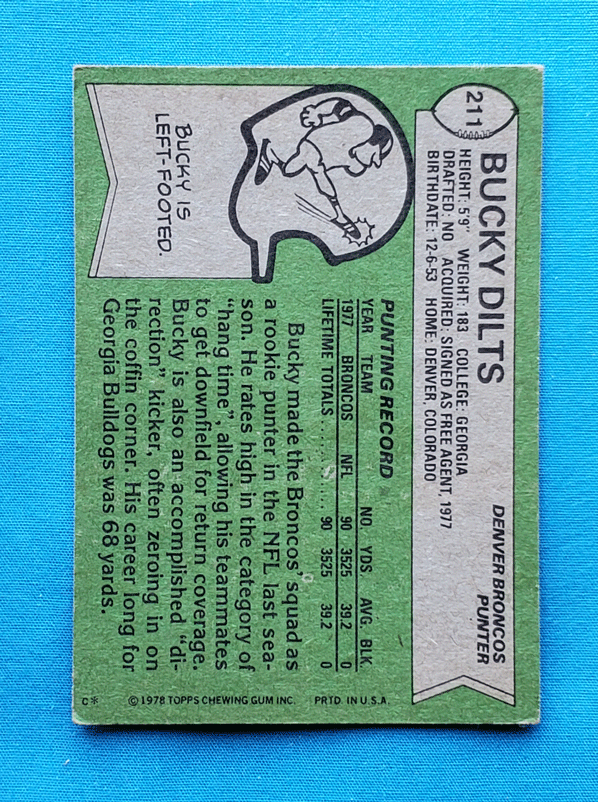 211
BUCKY DILTS
DENVER BRONCOS
PUNTER
HEIGHT: 5'9" WEIGHT: 183 COLLEGE: GEORGIA
DRAFTED: NO ACQUIRED: SIGNED AS FREE AGENT, 1977
BIRTHDATE: 12-6-53 HOME: DENVER, COLORADO
BUCKY IS
LEFT-FOOTED.
PUNTING RECORD
YEAR TEAM NO. YDS. AVG. BLK.
1977 BRONCOS NFL 90 3525 39.2 0
LIFETIME TOTALS ......... 90 3525 39.2 0
Bucky made the Broncos' squad as
a rookie punter in the NFL last sea-
son. He rates high in the category of
"hang time", allowing his teammates
to get downfield for return coverage.
Bucky is also an accomplished "di-
rection" kicker, often zeroing in on
the coffin corner. His career long for
Georgia Bulldogs was 68 yards.
C* © 1978 TOPPS CHEWING GUM INC. PRTD. IN U.S.A.